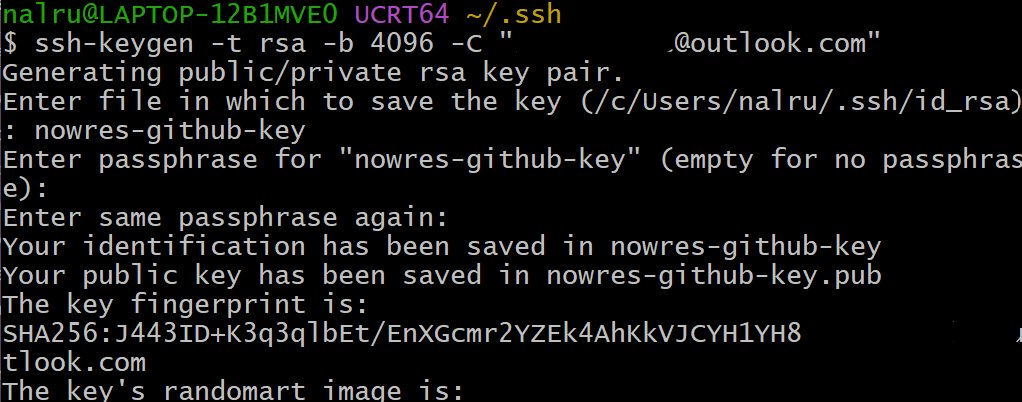 nalru@LAPTOP-12B1MVE0 UCRT64 ~/.ssh
$ ssh-keygen -t rsa -b 4096 -C " @outlook.com"
Generating public/private rsa key pair.
Enter file in which to save the key (/c/Users/nalru/.ssh/id_rsa)
: nowres-github-key
Enter passphrase for "nowres-github-key" (empty for no passphras
e):
Enter same passphrase again:
Your identification has been saved in nowres-github-key
Your public key has been saved in nowres-github-key.pub
The key fingerprint is:
SHA256:J443ID+K3q3qlbEt/EnXGcmr2YZEk4AhKkVJCYH1YH8
tlook.com
The key's randomart image is: